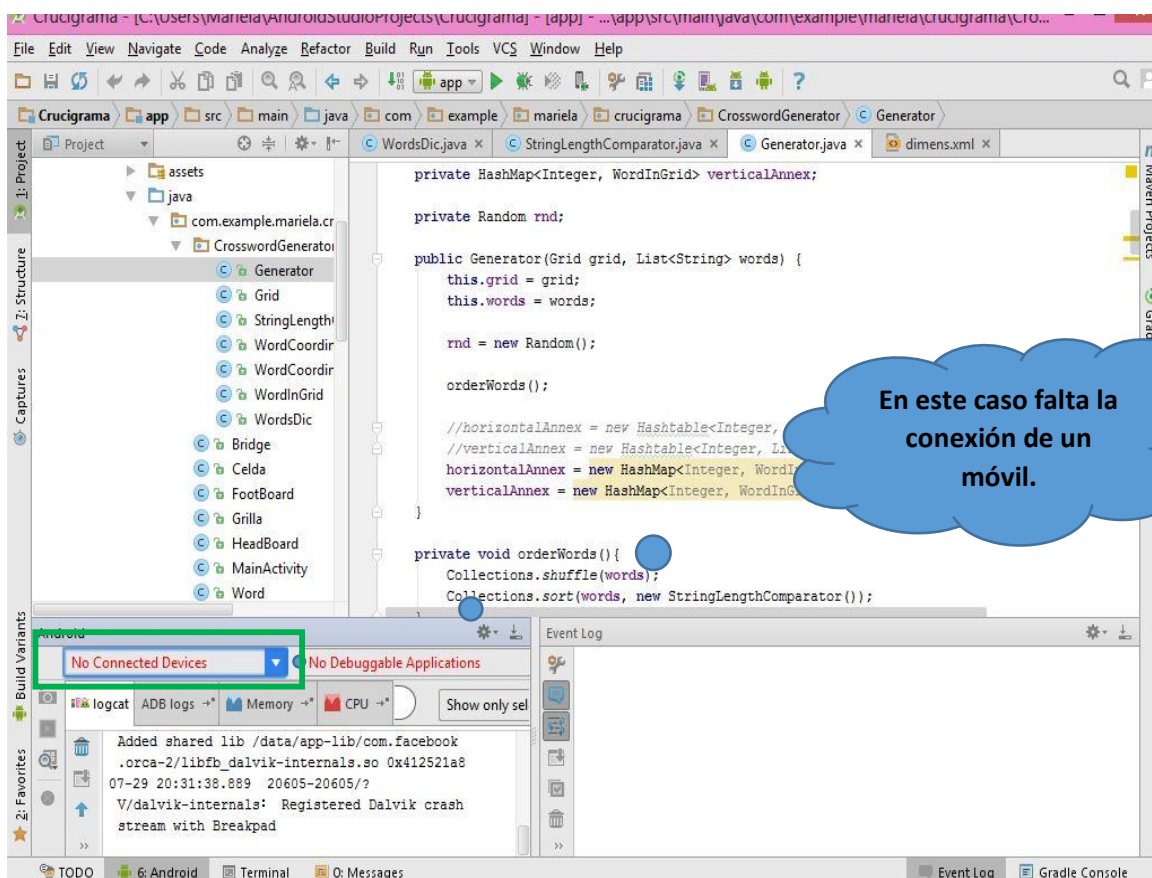 Crucigrama - [C:\Users\Mariela\AndroidStudioProjects\Crucigrama] - [app] - ...\app\src\main\java\com\example\mariela\crucigrama\Cro...
File Edit View Navigate Code Analyze Refactor Build Run Tools VCS Window Help
app
Crucigrama app src main java com example mariela crucigrama CrosswordGenerator Generator
Project
WordsDic.java StringLengthComparator.java Generator.java dimens.xml
1: Project
7: Structure
Captures
Build Variants
2: Favorites
assets
java
com.example.mariela.cr
CrosswordGenerator
Generator
Grid
StringLength
WordCoordin
WordCoordin
WordInGrid
WordsDic
Bridge
Celda
FootBoard
Grilla
HeadBoard
MainActivity
Word
private HashMap<Integer, WordInGrid> verticalAnnex;
private Random rnd;
public Generator(Grid grid, List<String> words) {
this.grid = grid;
this.words = words;
rnd = new Random();
orderWords();
//horizontalAnnex = new Hashtable<Integer,
//verticalAnnex = new Hashtable<Integer, Li
horizontalAnnex = new HashMap<Integer, WordI
verticalAnnex = new HashMap<Integer, WordInG
}
private void orderWords(){
Collections.shuffle(words);
Collections.sort(words, new StringLengthComparator());
}
Maven Projects
Grad
En este caso falta la
conexión de un
móvil.
Android
No Connected Devices No Debuggable Applications
logcat ADB logs Memory CPU Show only sel
Added shared lib /data/app-lib/com.facebook
.orca-2/libfb_dalvik-internals.so 0x412521a8
07-29 20:31:38.889 20605-20605/?
V/dalvik-internals: Registered Dalvik crash
stream with Breakpad
Event Log
TODO 6: Android Terminal 0: Messages Event Log Gradle Console